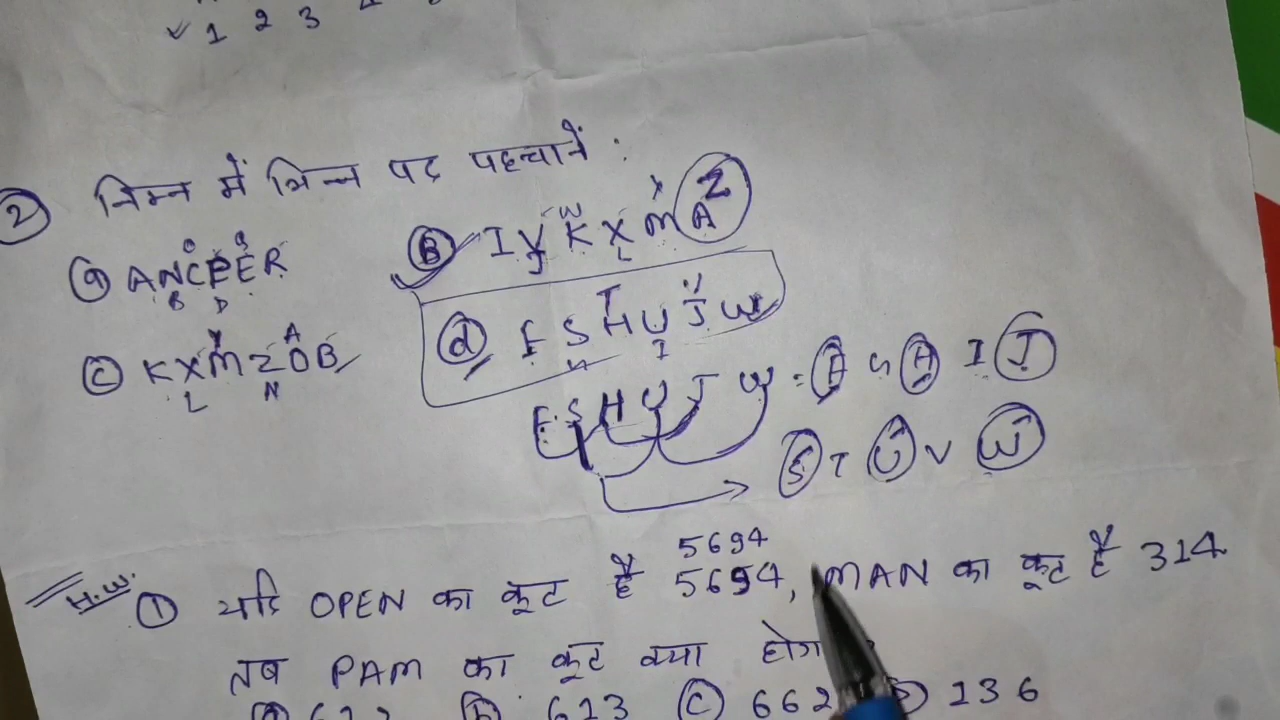 1 2 3
2 निम्न में भिन्न पद पहचानें :
a ANCPER B IVKXMA Z
O Q B D W J L
c KXMZOB d FSHUJW
Y A L N T V I
FSHUJW = I J
S T U V W
5694
H.W. 1 यदि OPEN का कूट है 5694, MAN का कूट है 314
तब PAM का कूट क्या
B 613 C 662 136